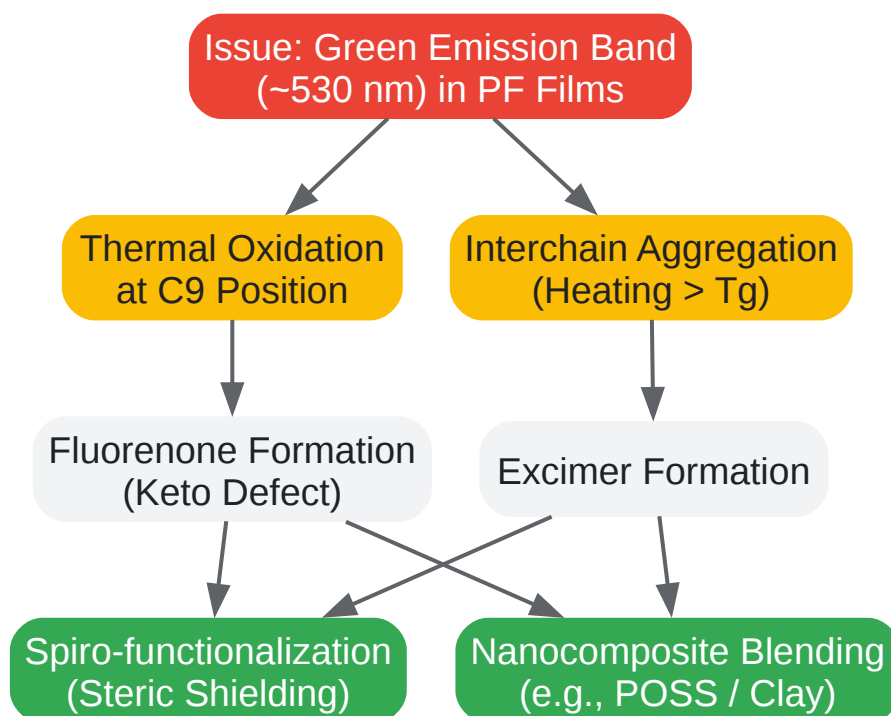 Issue: Green Emission Band
(~530 nm) in PF Films
Thermal Oxidation
at C9 Position
Interchain Aggregation
(Heating > Tg)
Fluorenone Formation
(Keto Defect)
Excimer Formation
Spiro-functionalization
(Steric Shielding)
Nanocomposite Blending
(e.g., POSS / Clay)